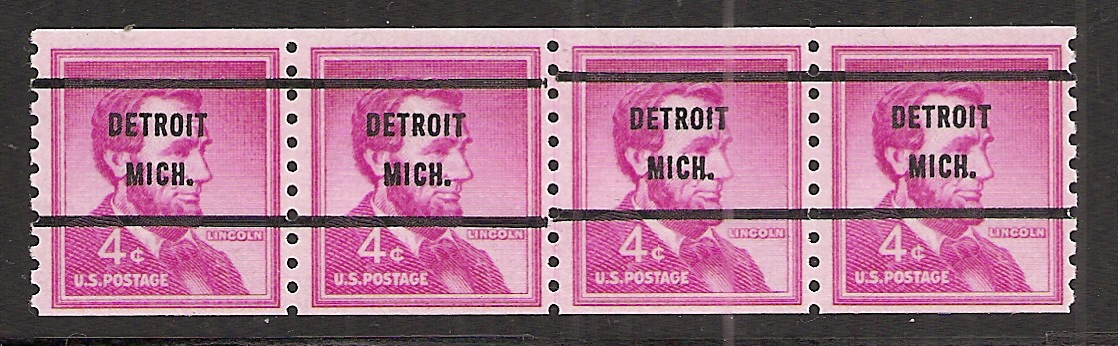 DETROIT
MICH.
LINCOLN
4¢
U.S. POSTAGE
DETROIT
MICH.
LINCOLN
4¢
U.S. POSTAGE
DETROIT
MICH.
LINCOLN
4¢
U.S. POSTAGE
DETROIT
MICH.
LINCOLN
4¢
U.S. POSTAGE